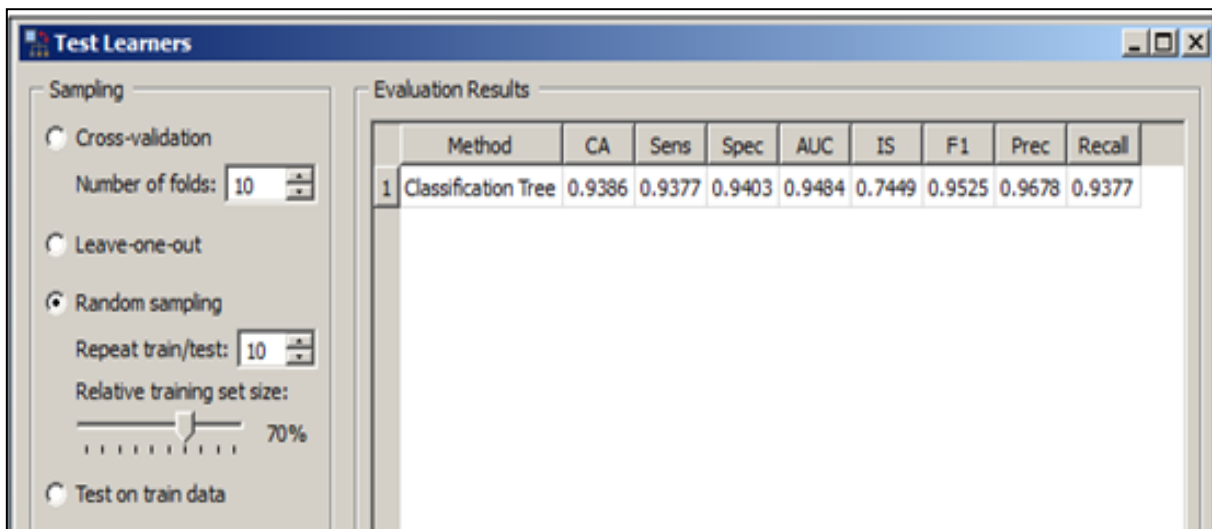 Test Learners
Sampling
Cross-validation
Number of folds: 10
Leave-one-out
Random sampling
Repeat train/test: 10
Relative training set size:
70%
Test on train data
Evaluation Results
Method CA Sens Spec AUC IS F1 Prec Recall
1 Classification Tree 0.9386 0.9377 0.9403 0.9484 0.7449 0.9525 0.9678 0.9377